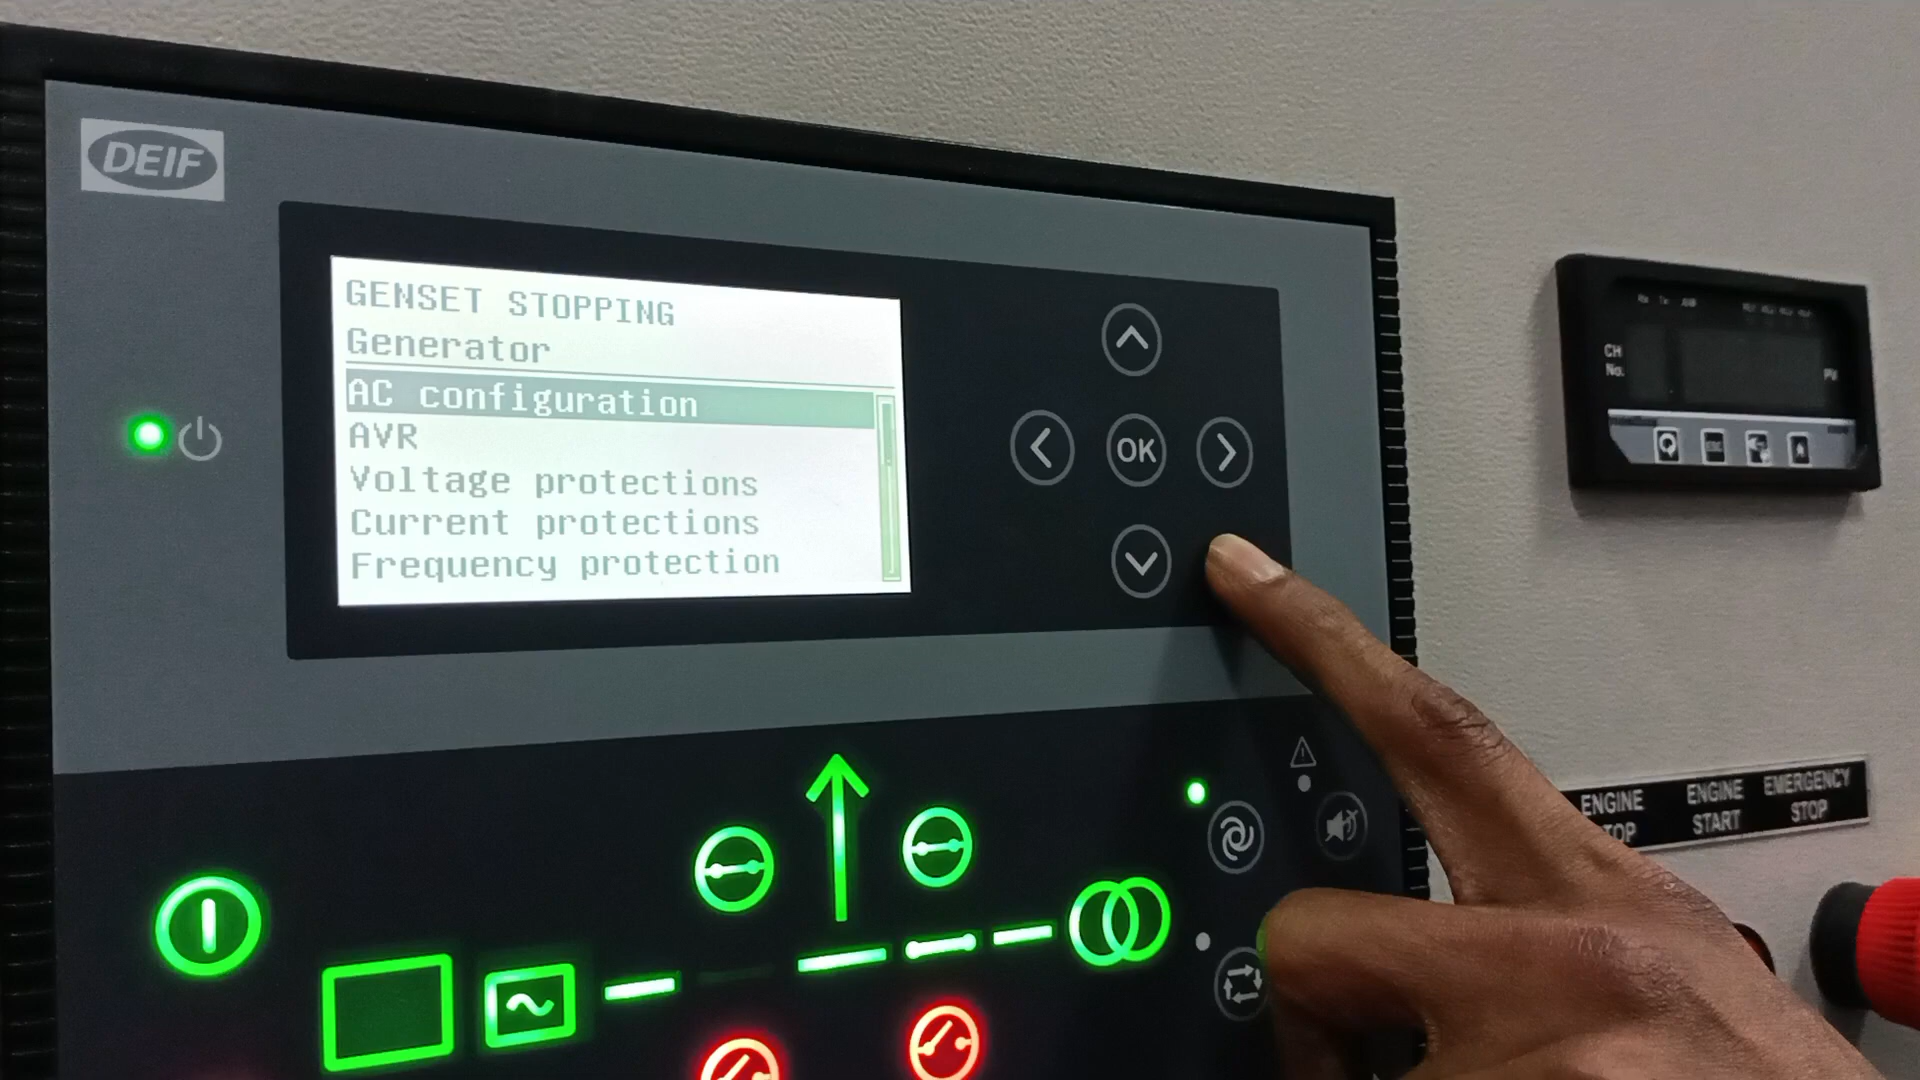 DEIF
GENSET STOPPING
Generator
AC configuration
AVR
Voltage protections
Current protections
Frequency protection
OK
CH
No.
PV
ENGINE
ENGINE
START
EMERGENCY
STOP